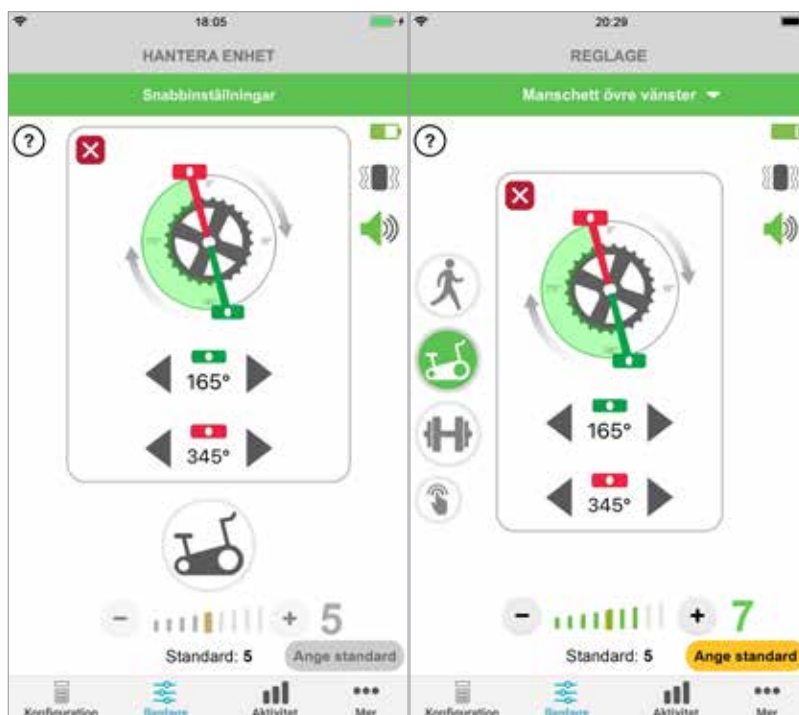 18:05
HANTERA ENHET
Snabbinställningar
?
165°
345°
5
Standard: 5
Ange standard
Konfiguration
Reglage
Aktivitet
Mer
20:29
REGLAGE
Manschett övre vänster
?
165°
345°
7
Standard: 5
Ange standard
Konfiguration
Reglage
Aktivitet
Mer